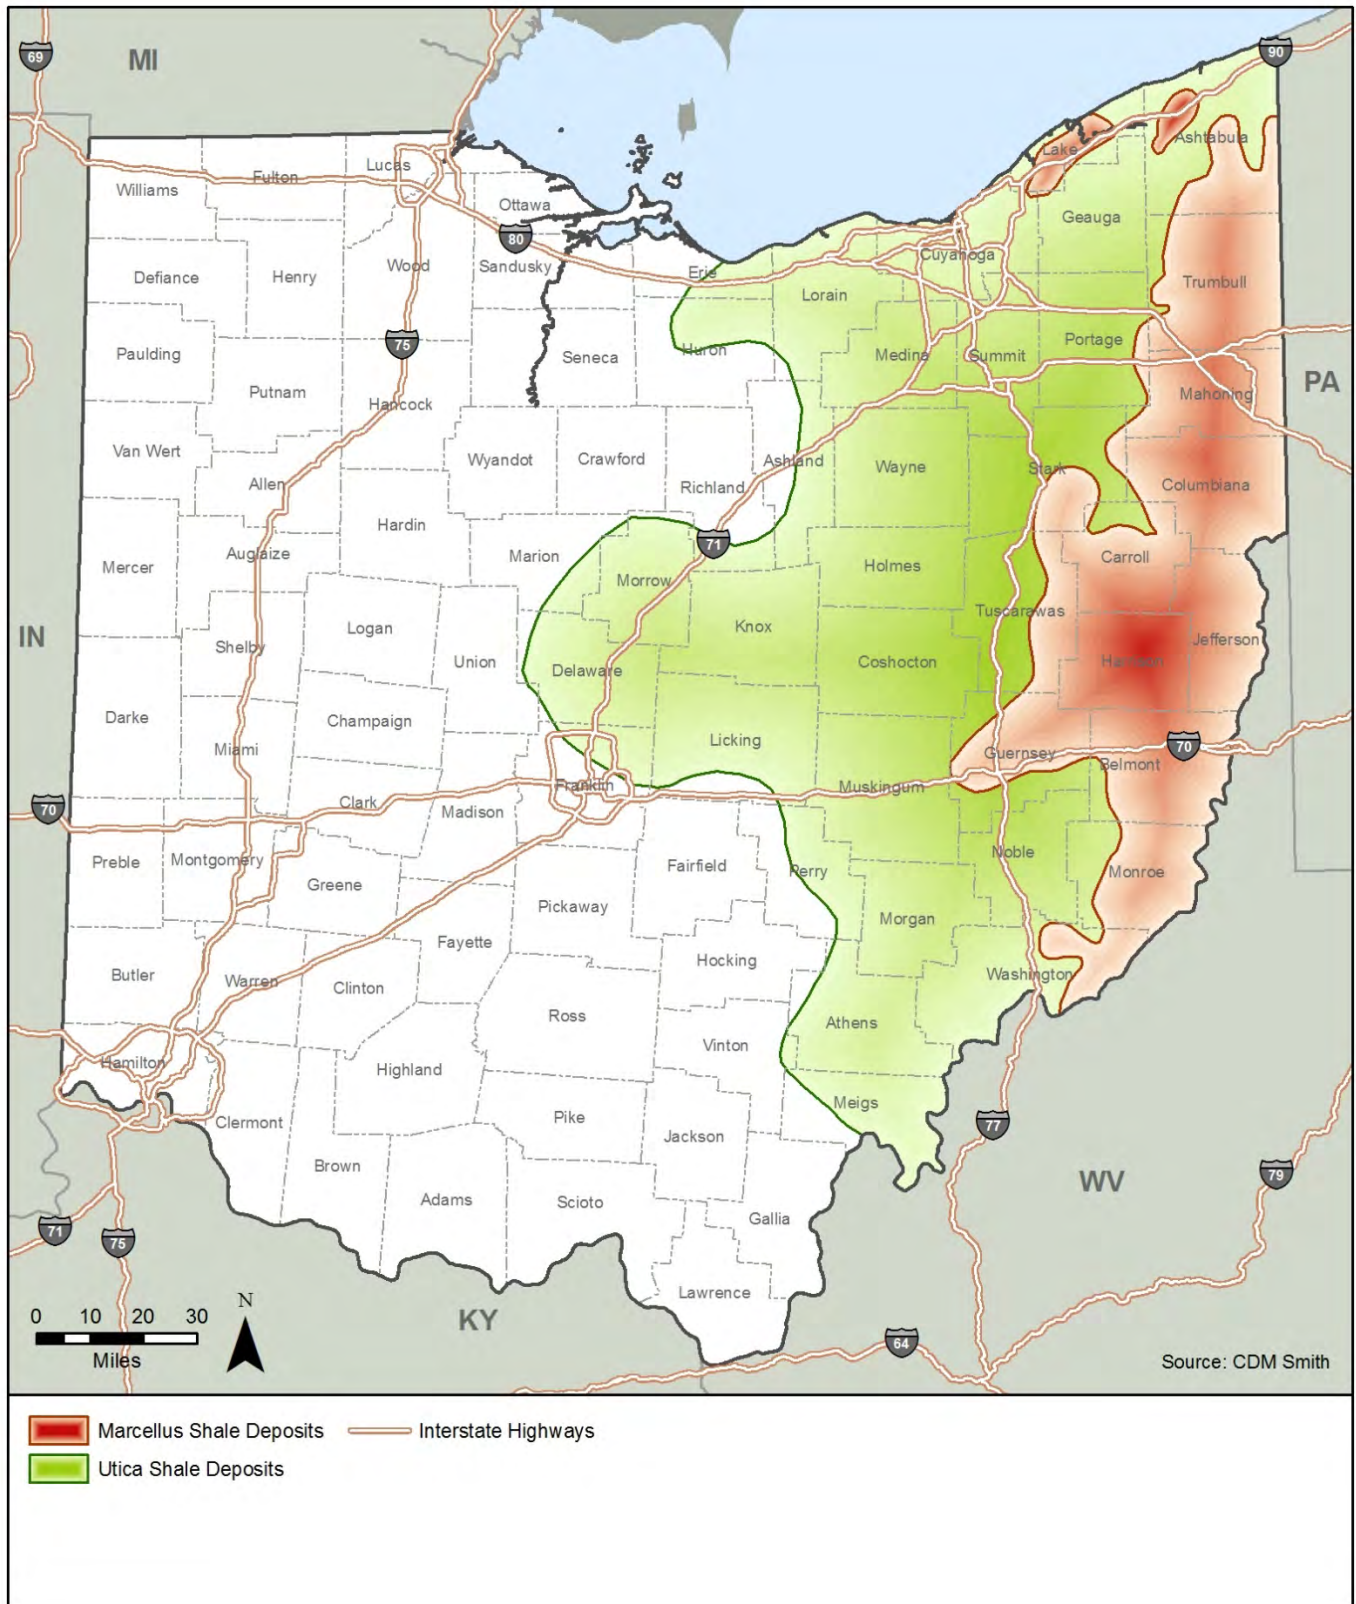 MI
69
90
Ashtabula
Lake
Lucas
Fulton
Williams
Ottawa
Geauga
80
Cuyahoga
Wood
Sandusky
Erie
Henry
Defiance
Trumbull
Lorain
75
Portage
Huron
Medina
Summit
Paulding
Seneca
PA
Putnam
Mahoning
Hancock
Van Wert
Wyandot
Crawford
Ashland
Wayne
Stark
Allen
Richland
Columbiana
Hardin
71
Auglaize
Marion
Carroll
Mercer
Holmes
Morrow
Tuscarawas
IN
Logan
Knox
Jefferson
Shelby
Union
Coshocton
Harrison
Delaware
Darke
Champaign
Licking
70
Miami
Guernsey
Belmont
Muskingum
Franklin
Clark
70
Madison
Noble
Preble
Montgomery
Fairfield
Perry
Monroe
Greene
Pickaway
Morgan
Fayette
Hocking
Butler
Warren
Clinton
Washington
Ross
Athens
Vinton
Hamilton
Highland
Meigs
Clermont
Pike
77
Jackson
Brown
79
WV
Adams
Scioto
Gallia
71
75
Lawrence
N
KY
0 10 20 30
Miles
64
Source: CDM Smith
Marcellus Shale Deposits
Interstate Highways
Utica Shale Deposits